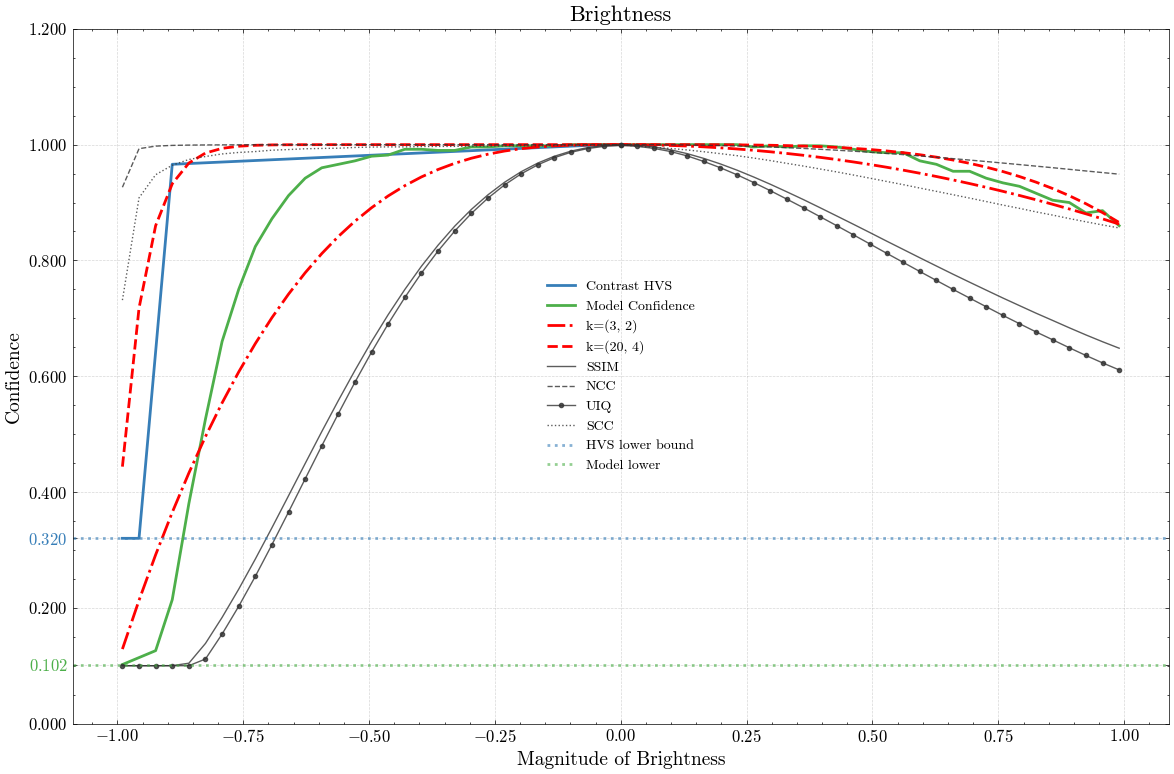 Brightness
1.200
1.000
0.800
0.600
0.400
0.320
0.200
0.102
0.000
Confidence
Contrast HVS
Model Confidence
k=(3, 2)
k=(20, 4)
SSIM
NCC
UIQ
SCC
HVS lower bound
Model lower
−1.00 −0.75 −0.50 −0.25 0.00 0.25 0.50 0.75 1.00
Magnitude of Brightness